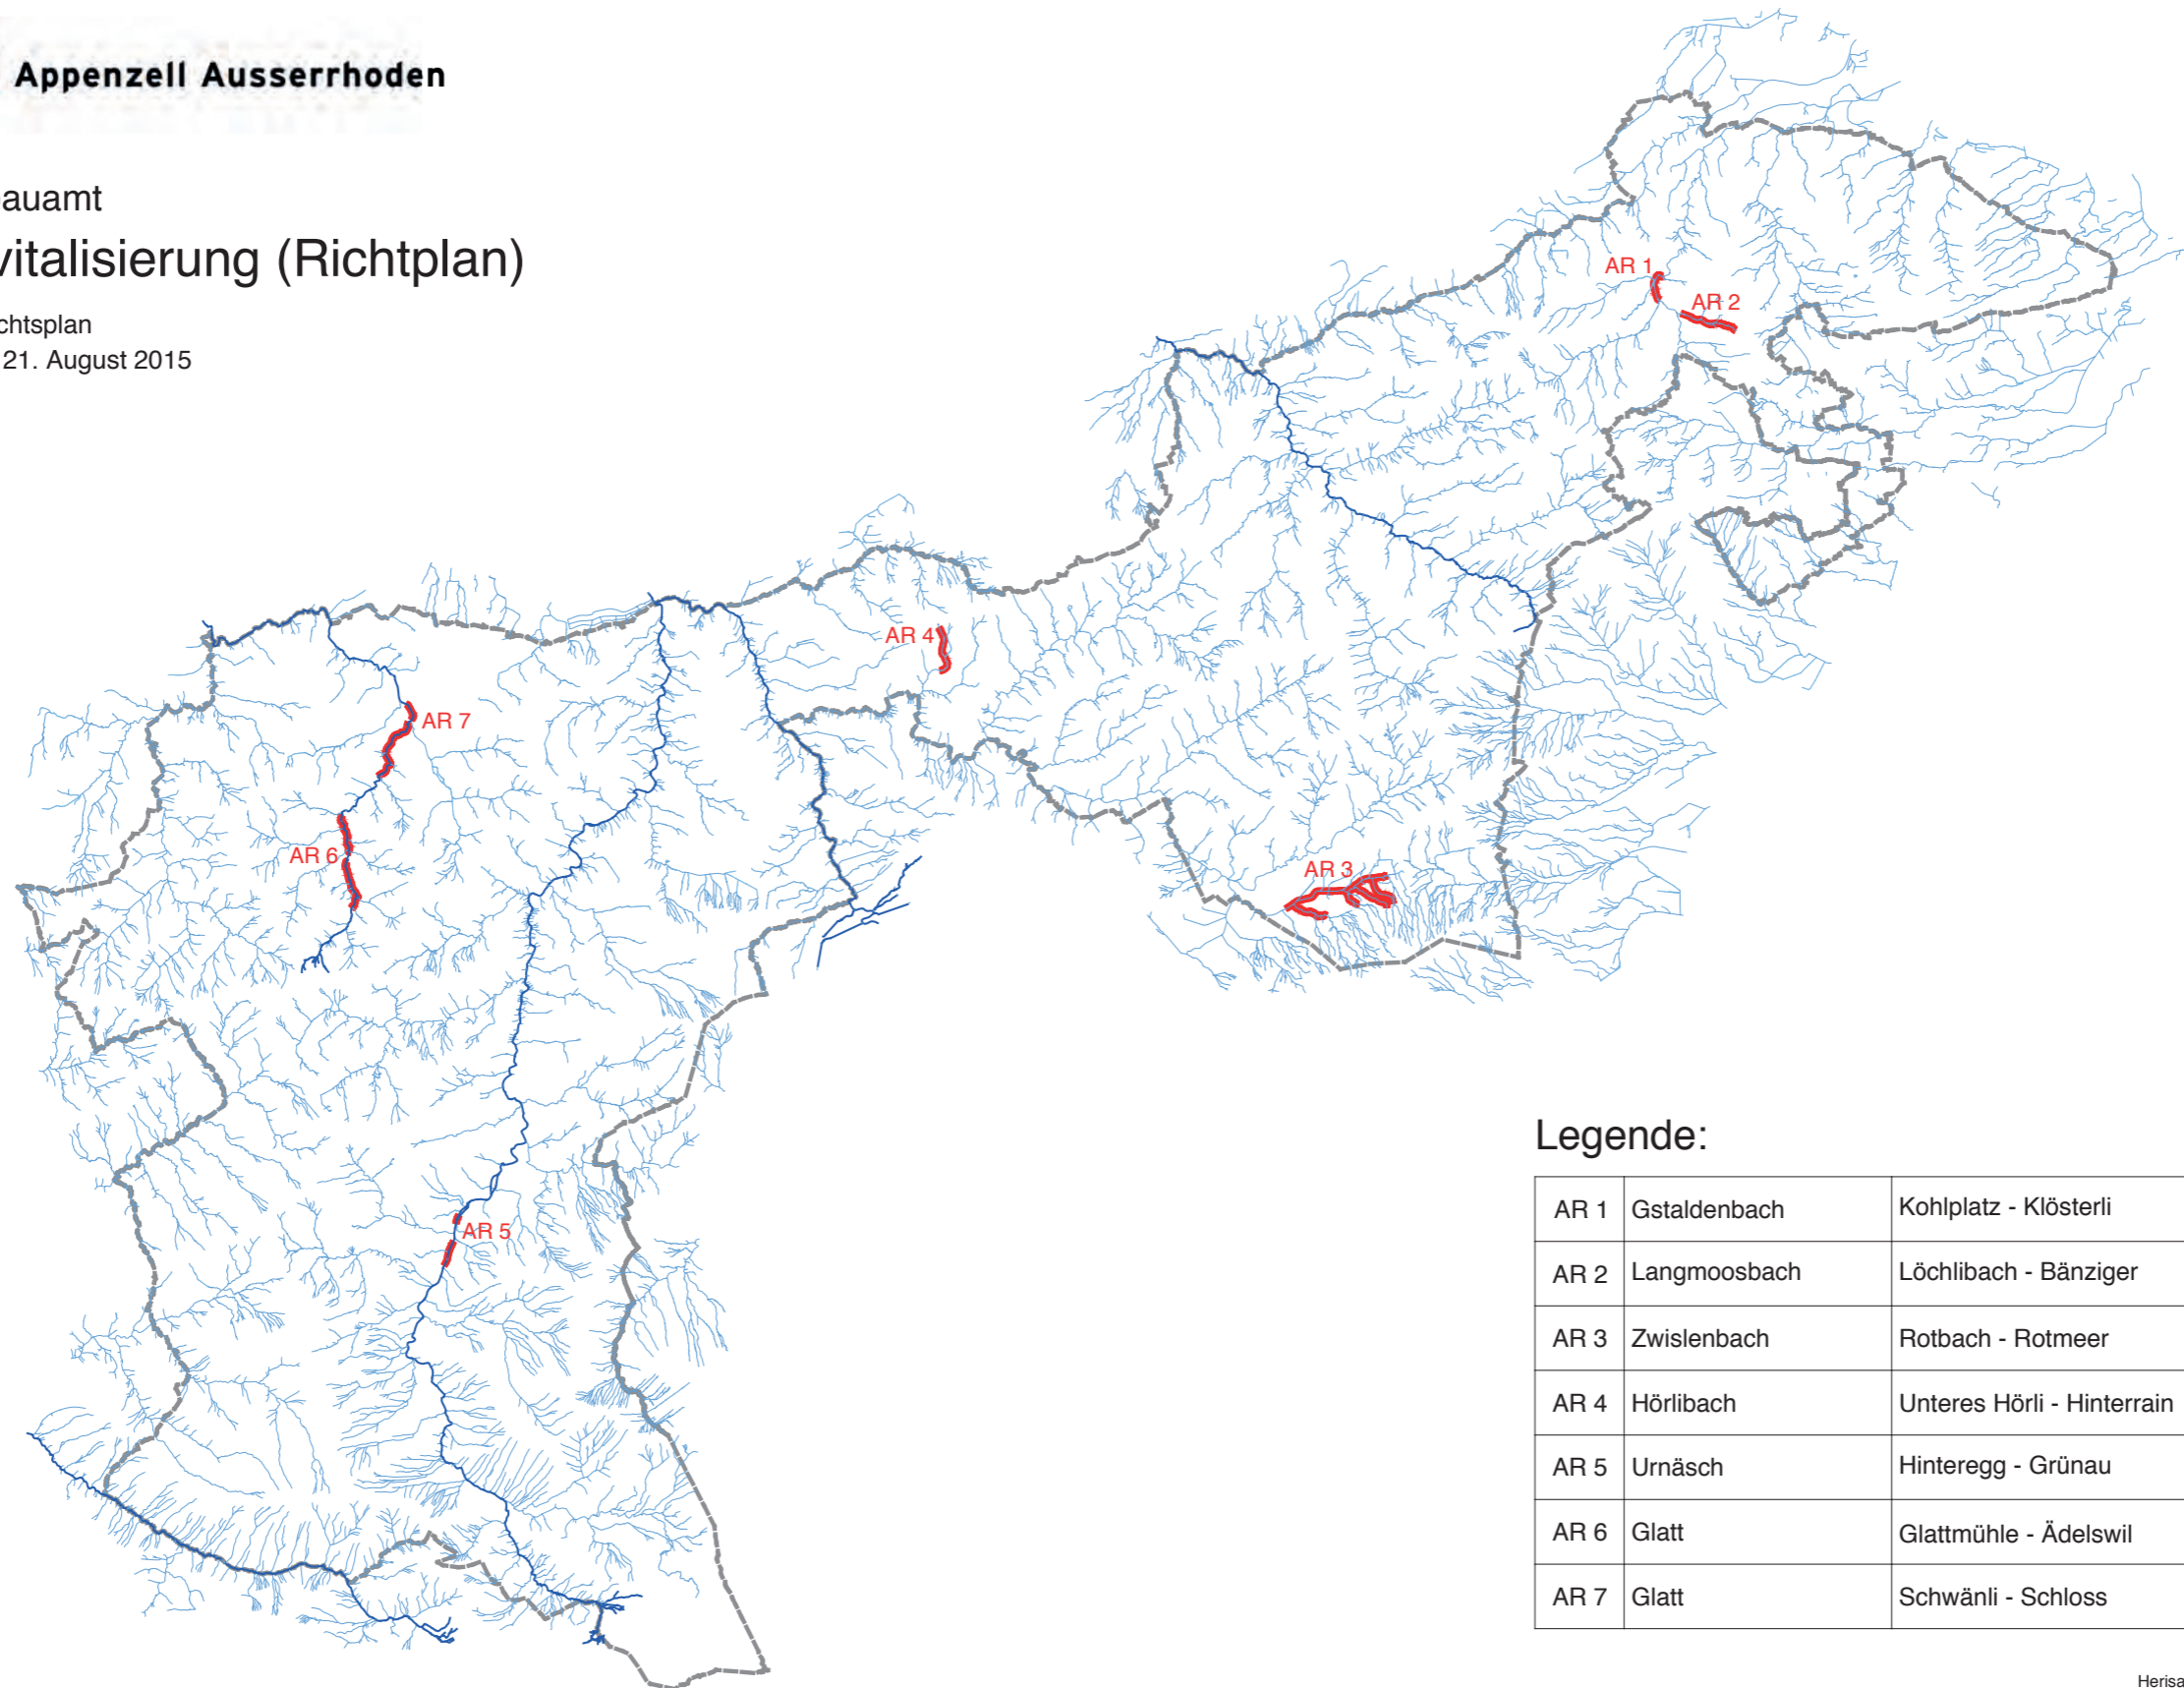 Appenzell Ausserrhoden
auamt
vitalisierung (Richtplan)
chtsplan
21. August 2015
AR 1
AR 2
AR 4
AR 7
AR 6
AR 3
AR 5
Legende:
AR 1 Gstaldenbach Kohlplatz - Klösterli
AR 2 Langmoosbach Löchlibach - Bänziger
AR 3 Zwislenbach Rotbach - Rotmeer
AR 4 Hörlibach Unteres Hörli - Hinterrain
AR 5 Urnäsch Hinteregg - Grünau
AR 6 Glatt Glattmühle - Ädelswil
AR 7 Glatt Schwänli - Schloss
Herisa